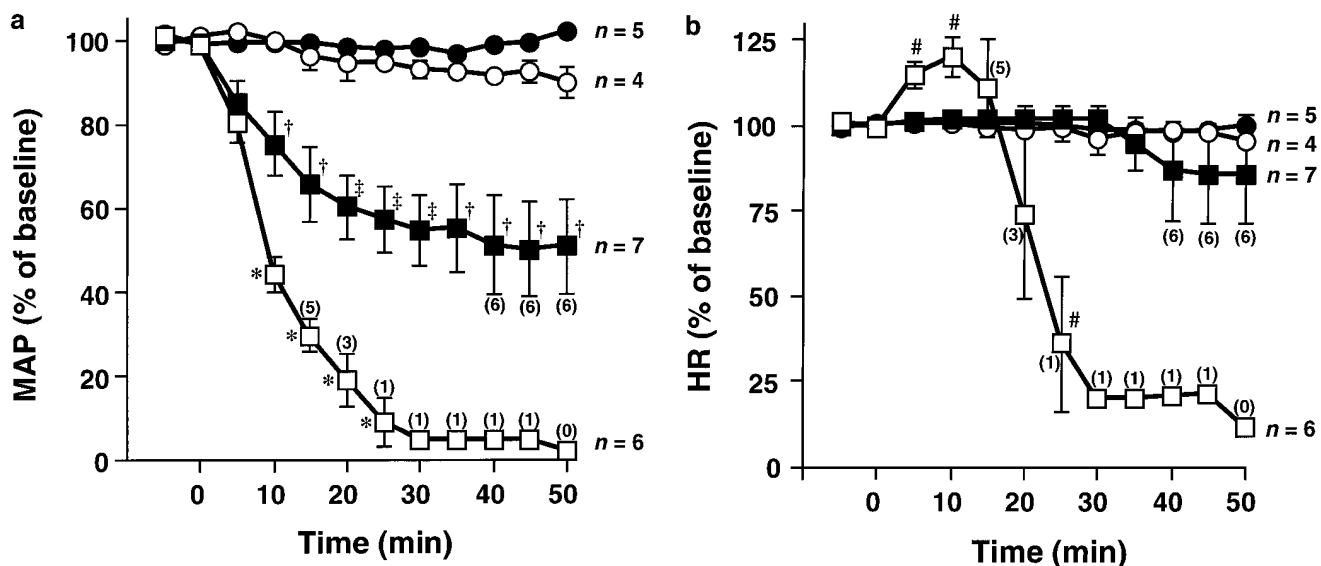 a
MAP (% of baseline)
100
80
60
40
20
0
n = 5
n = 4
† † ‡ ‡ ‡ † † † †
n = 7
(6) (6) (6)
* * * *
(5) (3) (1) (1) (1) (1) (1) (0)
n = 6
0 10 20 30 40 50
Time (min)
b
HR (% of baseline)
125
100
75
50
25
0
# # (5)
n = 5
n = 4
n = 7
(6) (6) (6)
(3)
#
(1) (1) (1) (1) (1) (0)
n = 6
0 10 20 30 40 50
Time (min)